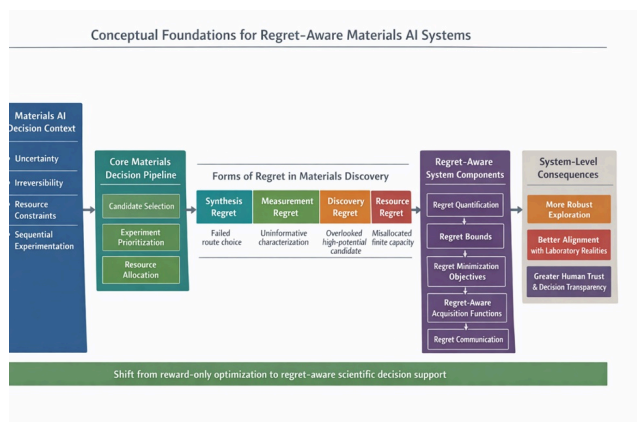 Conceptual Foundations for Regret-Aware Materials AI Systems
Materials AI
Decision Context
Uncertainty
Irreversibility
Resource
Constraints
Sequential
Experimentation
Core Materials
Decision Pipeline
Candidate Selection
Experiment
Prioritization
Resource
Allocation
Forms of Regret in Materials Discovery
Synthesis
Regret
Failed
route choice
Measurement
Regret
Uninformative
characterization
Discovery
Regret
Overlooked
high-potential
candidate
Resource
Regret
Misallocated
finite capacity
Regret-Aware
System Components
Regret Quantification
Regret Bounds
Regret Minimization
Objectives
Regret-Aware
Acquisition Functions
Regret Communication
System-Level
Consequences
More Robust
Exploration
Better Alignment
with Laboratory Realities
Greater Human Trust
& Decision Transparency
Shift from reward-only optimization to regret-aware scientific decision support